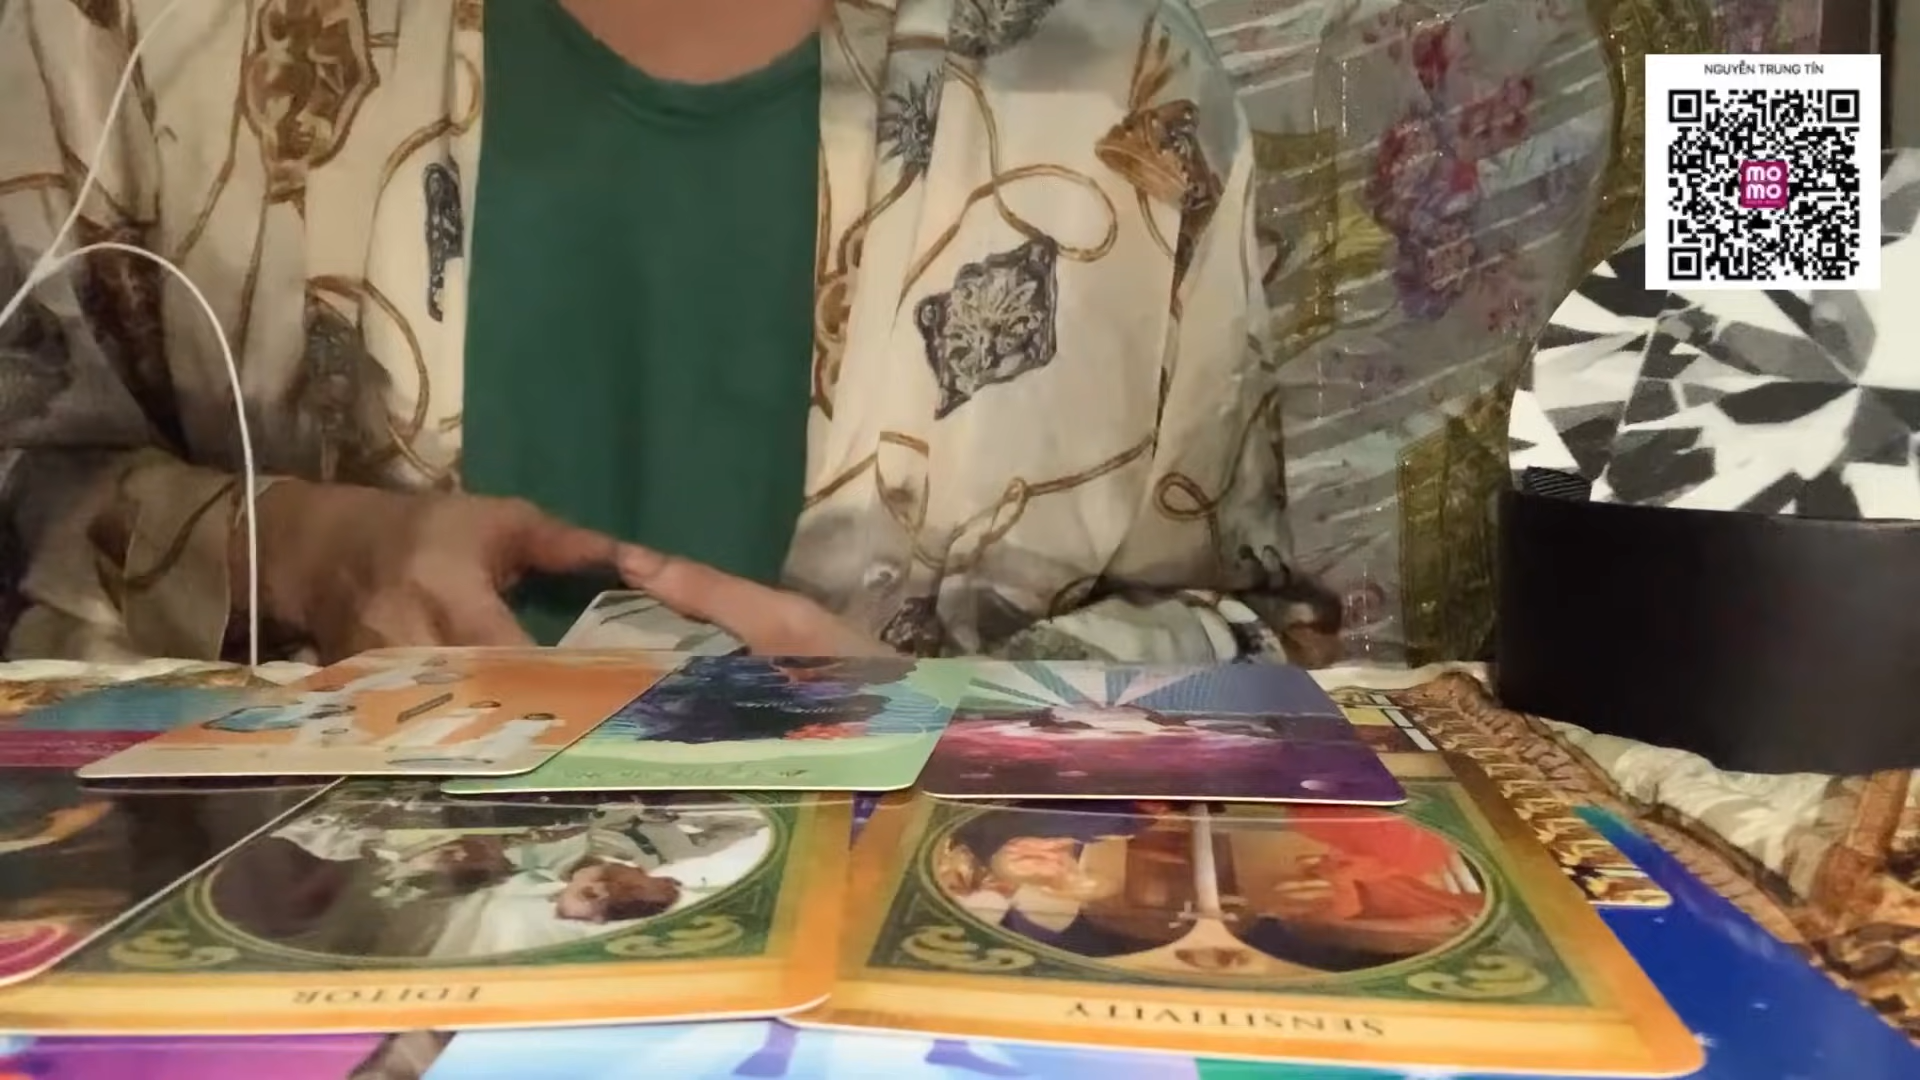 NGUYỄN TRUNG TÍN
mo
mo
EDITOR
SENSITIVITY